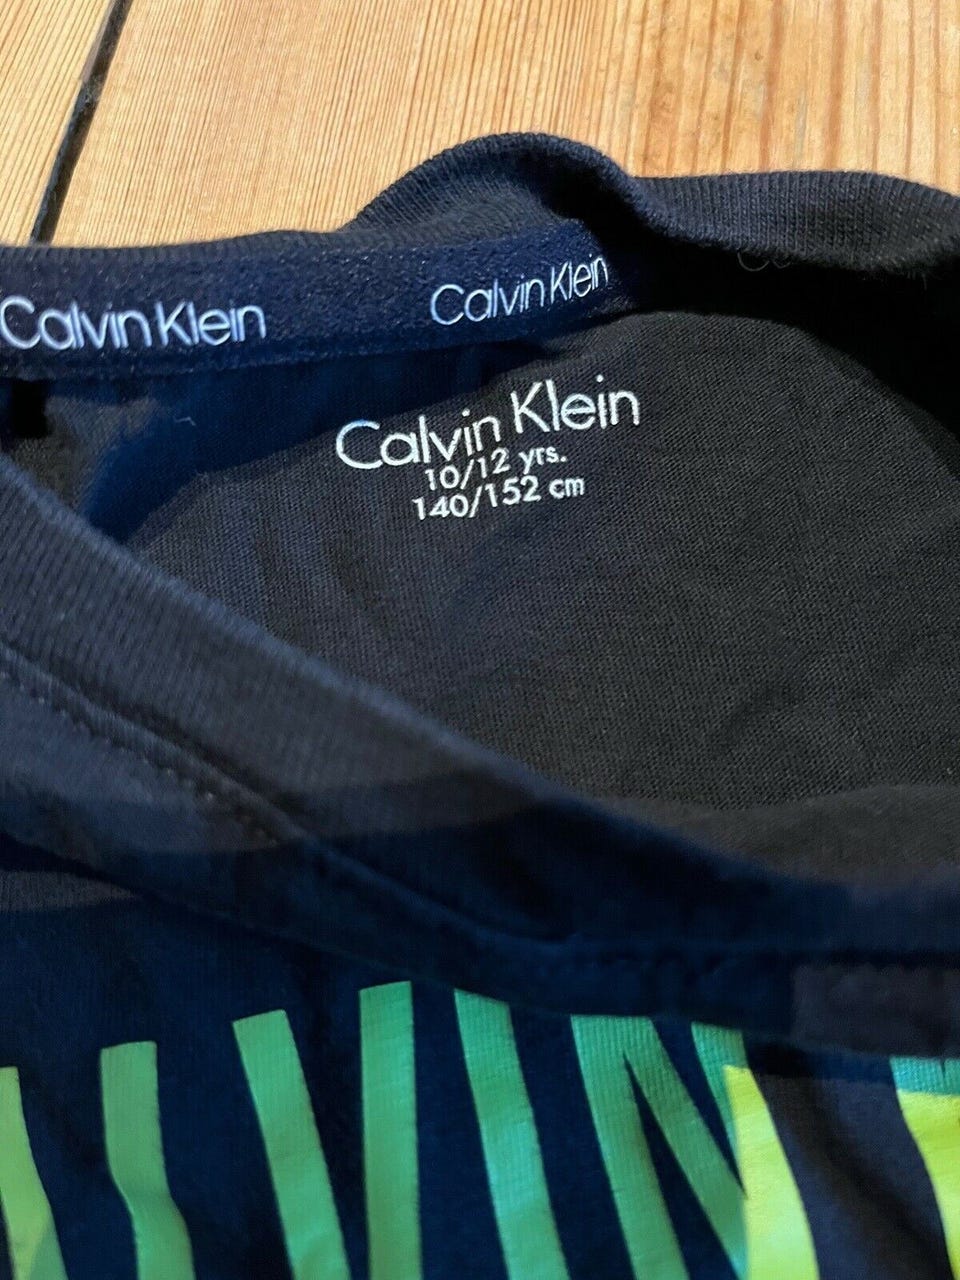 Calvin Klein Calvin Klein
Calvin Klein
10/12 yrs.
140/152 cm